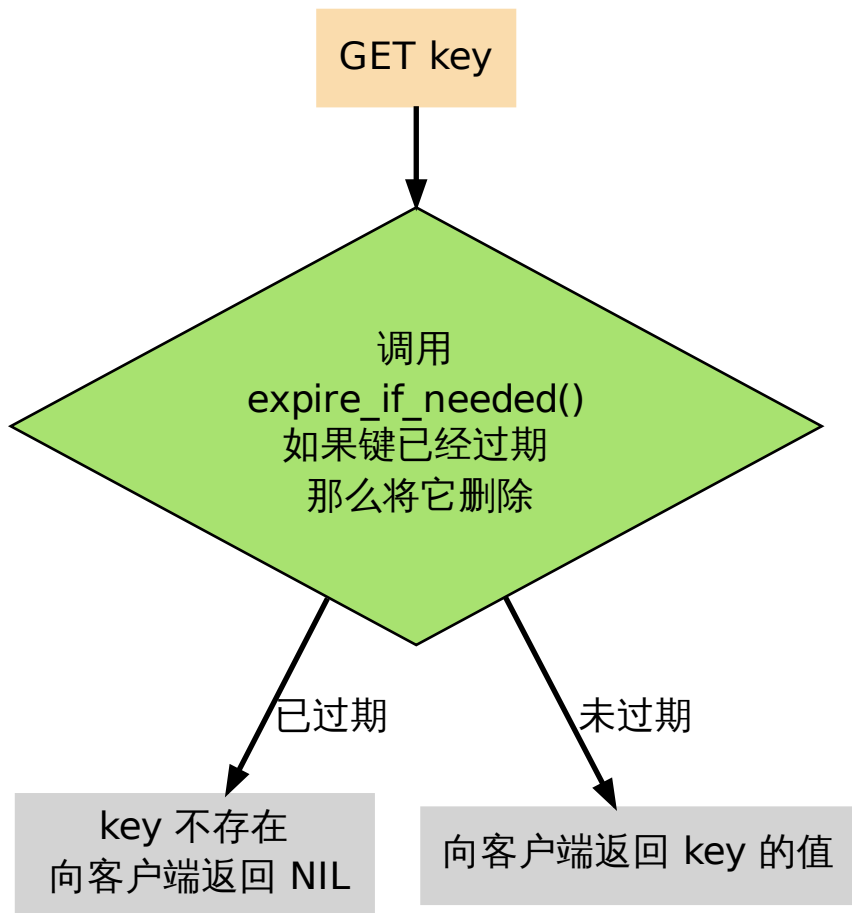 GET key
调用
expire_if_needed()
如果键已经过期
那么将它删除
已过期
未过期
key 不存在
向客户端返回 NIL
向客户端返回 key 的值